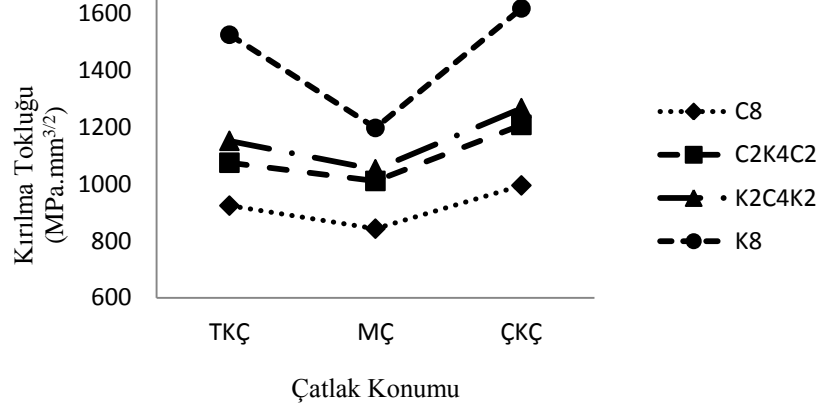 1600
1400
1200
1000
800
600
Kırılma Tokluğu
(MPa.mm3/2)
TKÇ
MÇ
ÇKÇ
Çatlak Konumu
C8
C2K4C2
K2C4K2
K8